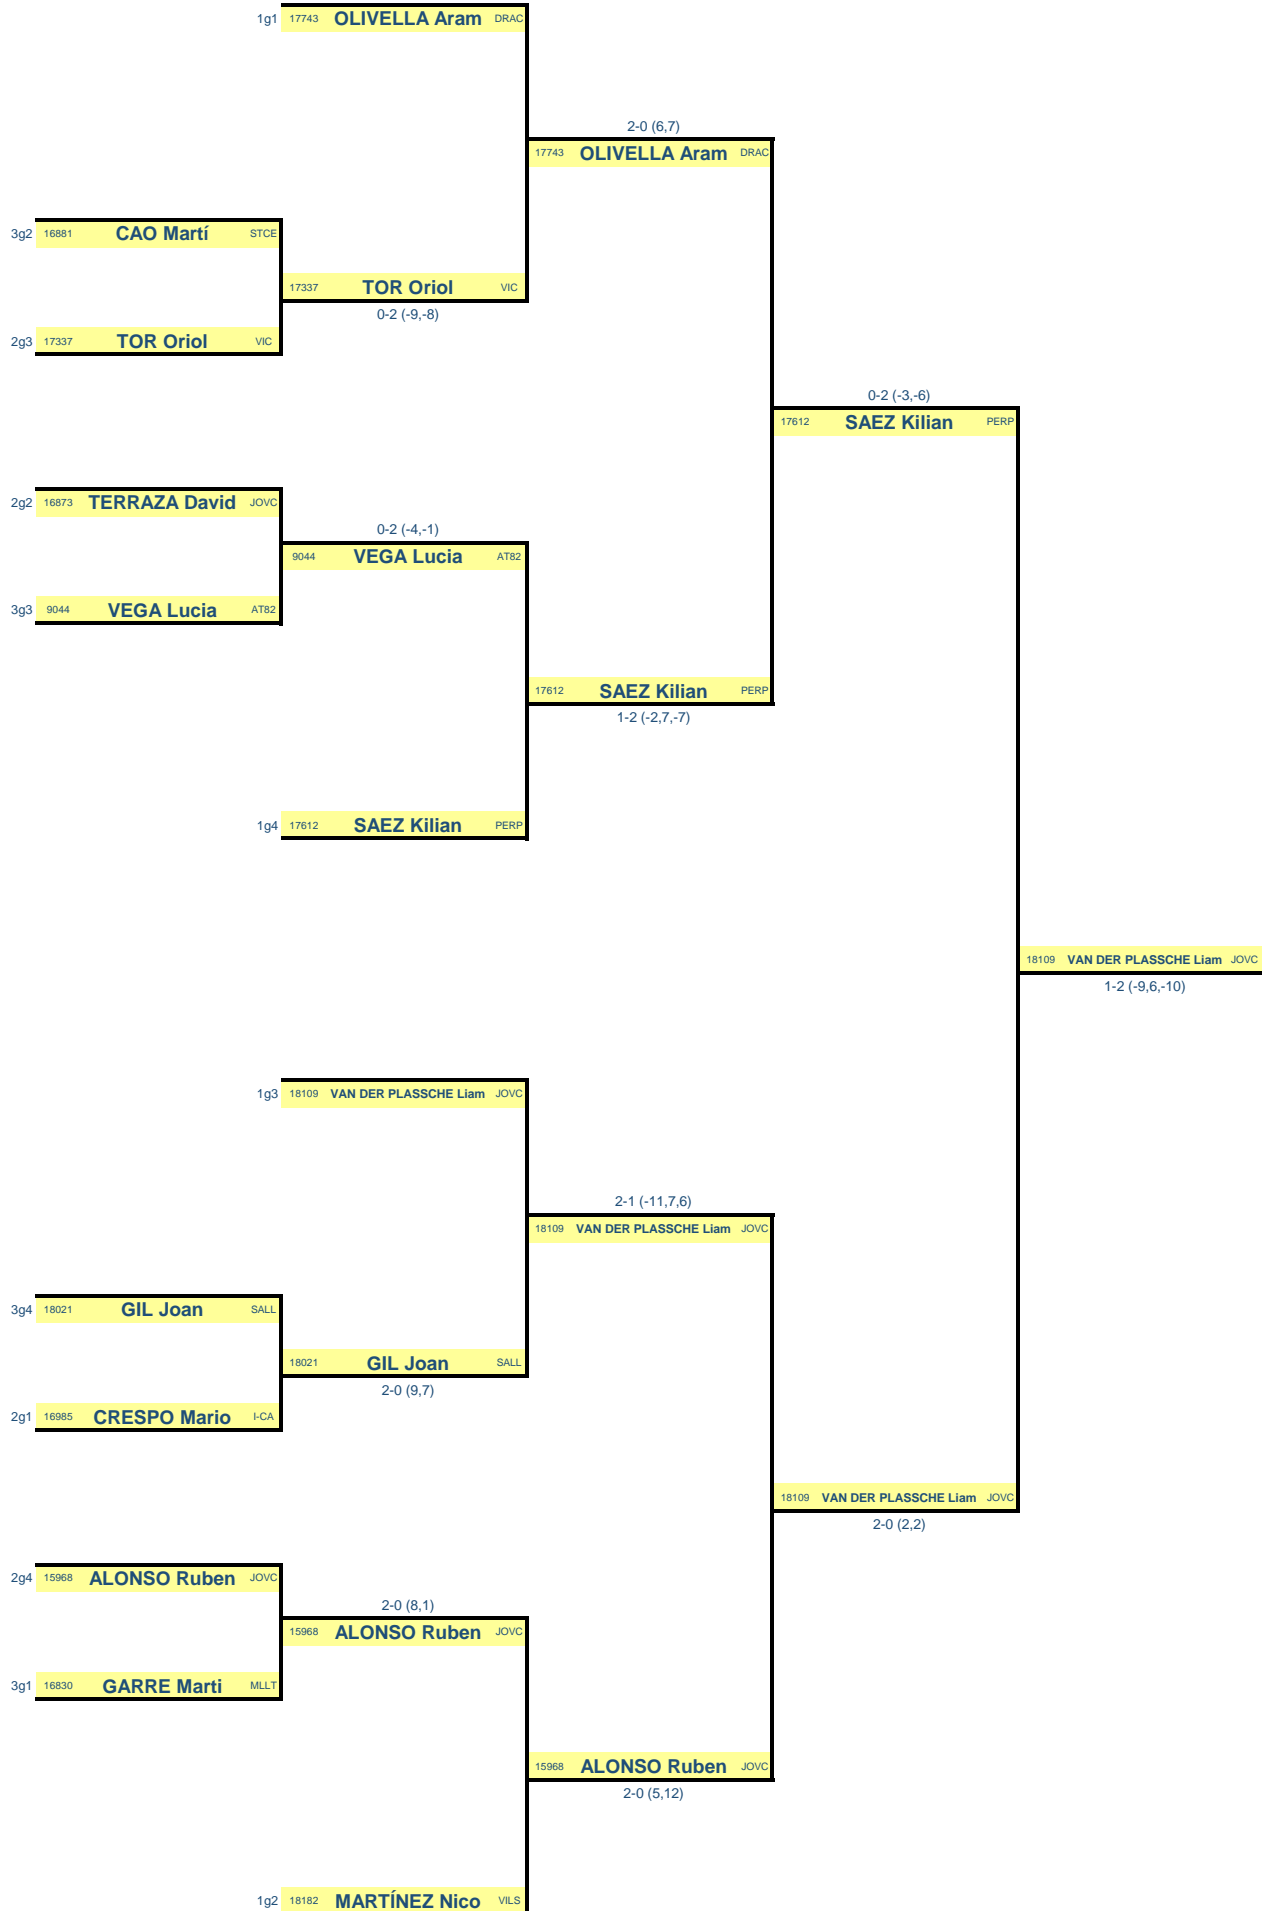 1g1 17743 OLIVELLA Aram DRAC
2-0 (6,7)
17743 OLIVELLA Aram DRAC
3g2 16881 CAO Martí STCE
17337 TOR Oriol VIC
0-2 (-9,-8)
2g3 17337 TOR Oriol VIC
0-2 (-3,-6)
17612 SAEZ Kilian PERP
2g2 16873 TERRAZA David JOVC
0-2 (-4,-1)
9044 VEGA Lucia AT82
3g3 9044 VEGA Lucia AT82
17612 SAEZ Kilian PERP
1-2 (-2,7,-7)
1g4 17612 SAEZ Kilian PERP
18109 VAN DER PLASSCHE Liam JOVC
1-2 (-9,6,-10)
1g3 18109 VAN DER PLASSCHE Liam JOVC
2-1 (-11,7,6)
18109 VAN DER PLASSCHE Liam JOVC
3g4 18021 GIL Joan SALL
18021 GIL Joan SALL
2-0 (9,7)
2g1 16985 CRESPO Mario I-CA
18109 VAN DER PLASSCHE Liam JOVC
2-0 (2,2)
2g4 15968 ALONSO Ruben JOVC
2-0 (8,1)
15968 ALONSO Ruben JOVC
3g1 16830 GARRE Marti MLLT
15968 ALONSO Ruben JOVC
2-0 (5,12)
1g2 18182 MARTÍNEZ Nico VILS